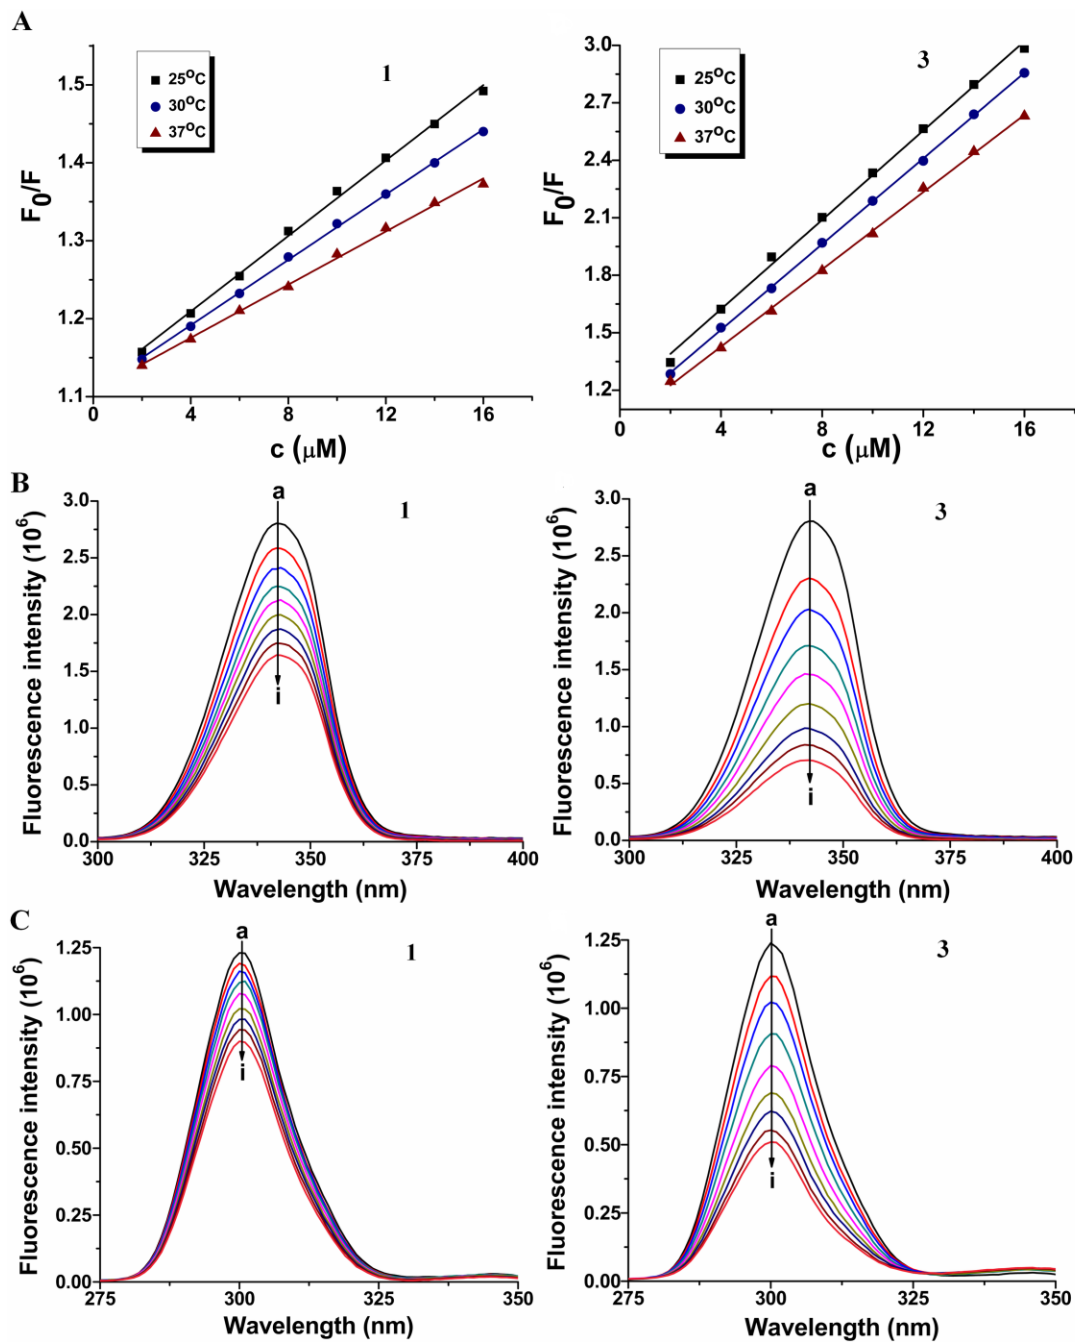 A
1
25°C
30°C
37°C
1.5
1.4
1.3
1.2
1.1
F0/F
0 4 8 12 16
c (μM)
3
25°C
30°C
37°C
3.0
2.7
2.4
2.1
1.8
1.5
1.2
F0/F
0 4 8 12 16
c (μM)
B
a
1
3.0
2.5
2.0
1.5
1.0
0.5
0.0
i
Fluorescence intensity (10⁶)
300 325 350 375 400
Wavelength (nm)
a
3
3.0
2.5
2.0
1.5
1.0
0.5
0.0
i
Fluorescence intensity (10⁶)
300 325 350 375 400
Wavelength (nm)
C
a
1
1.25
1.00
0.75
0.50
0.25
0.00
i
Fluorescence intensity (10⁶)
275 300 325 350
Wavelength (nm)
a
3
1.25
1.00
0.75
0.50
0.25
0.00
i
Fluorescence intensity (10⁶)
275 300 325 350
Wavelength (nm)